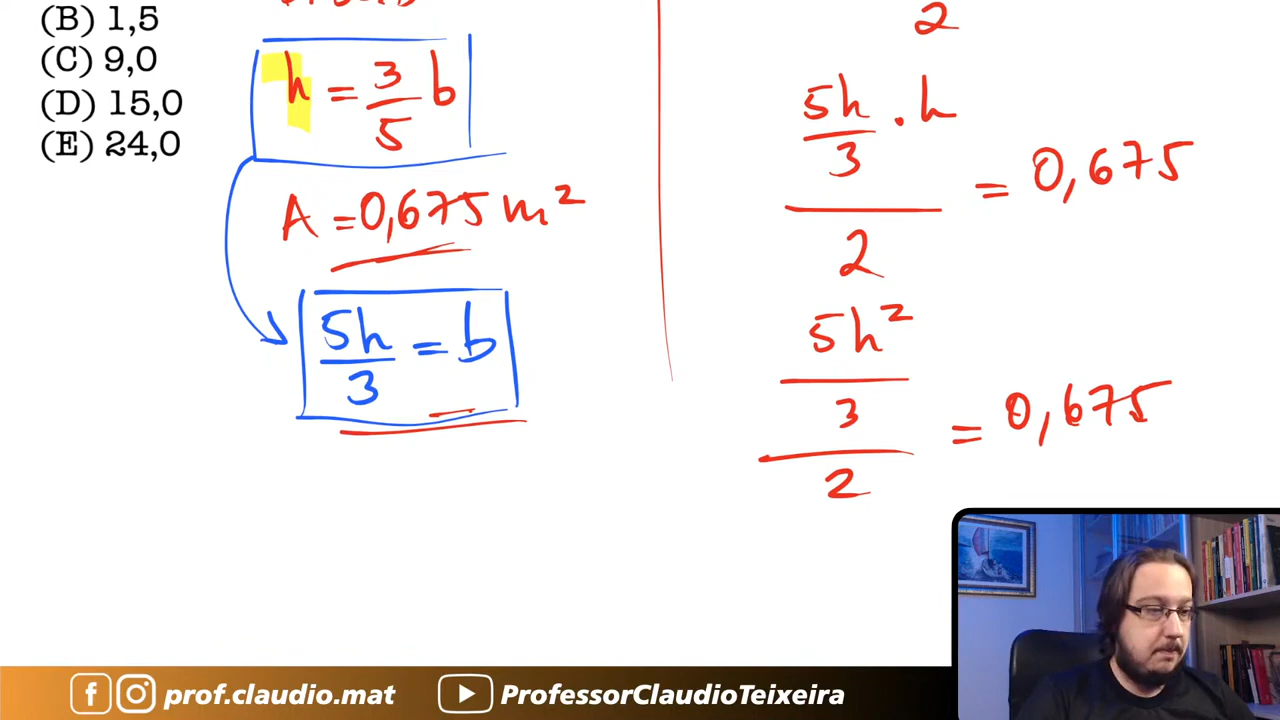 (B) 1,5
(C) 9,0
(D) 15,0
(E) 24,0
h = 3/5 b
A = 0,675 m²
5h/3 = b
2
5h/3 . h
2
= 0,675
5h²
3
2
= 0,675
prof.claudio.mat
ProfessorClaudioTeixeira